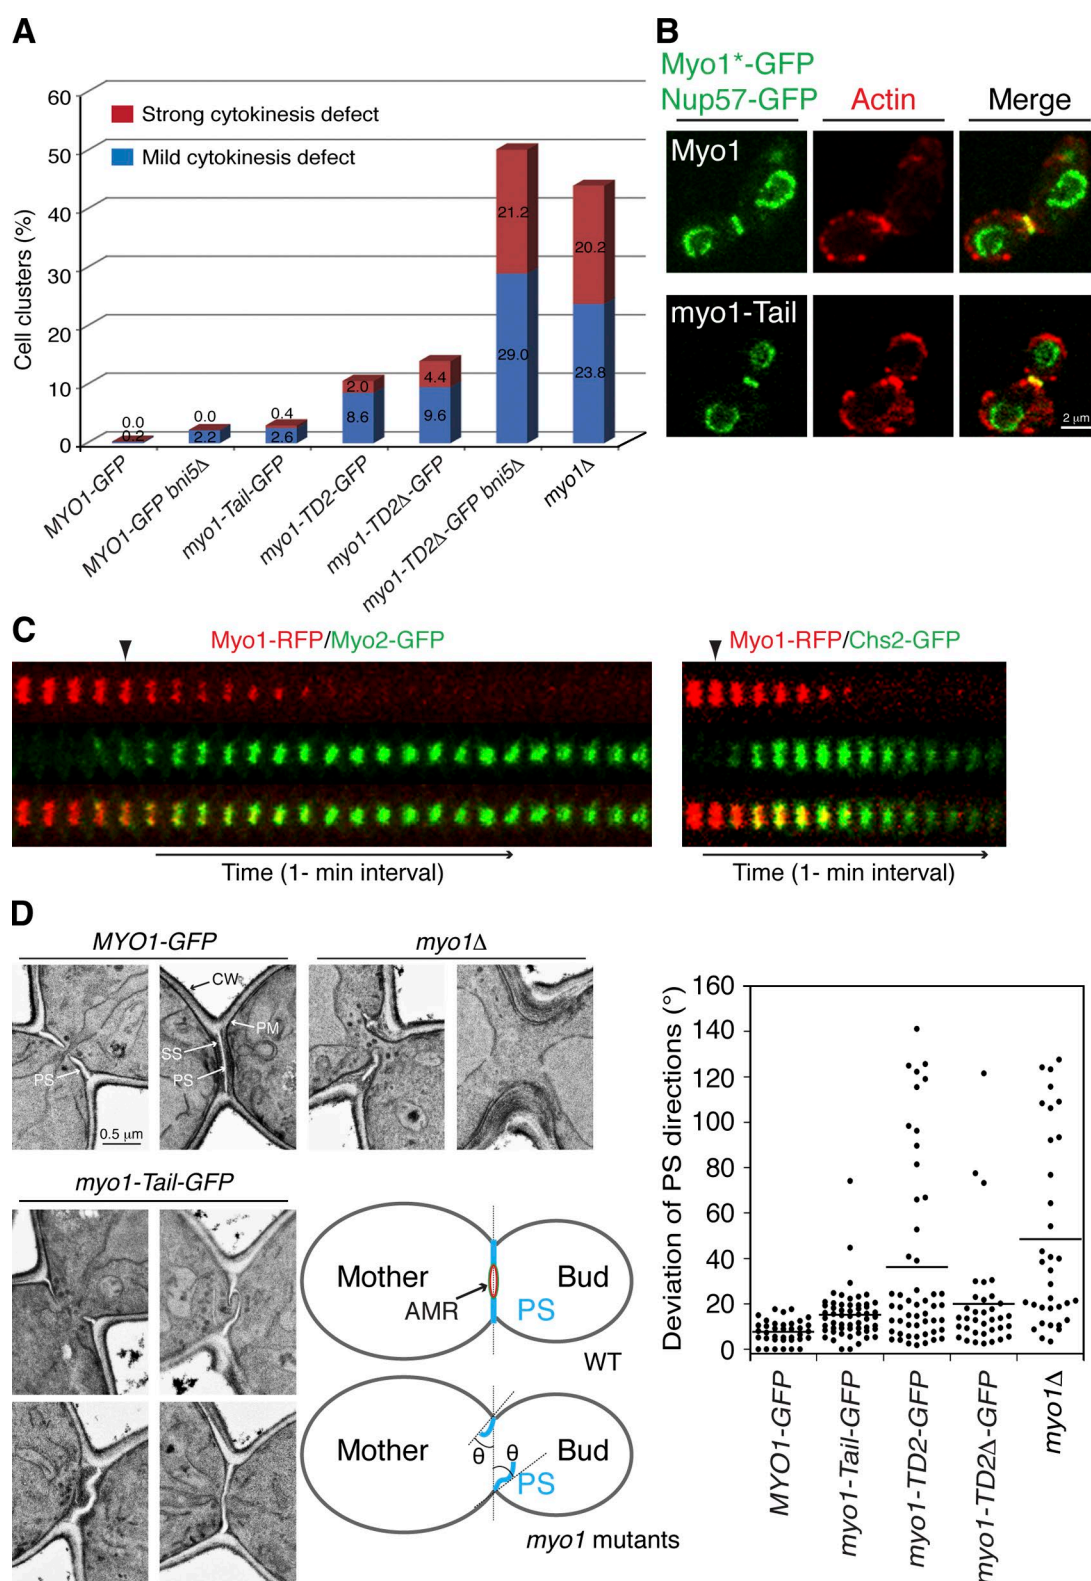 A
Strong cytokinesis defect
Mild cytokinesis defect
Cell clusters (%)
60
50
40
30
20
10
0
0.0
0.2
0.0
2.2
0.4
2.6
2.0
8.6
4.4
9.6
21.2
29.0
20.2
23.8
MYO1-GFP
MYO1-GFP bni5Δ
myo1-Tail-GFP
myo1-TD2-GFP
myo1-TD2Δ-GFP
myo1-TD2Δ-GFP bni5Δ
myo1Δ
B
Myo1*-GFP
Nup57-GFP
Actin
Merge
Myo1
myo1-Tail
2 μm
C
Myo1-RFP/Myo2-GFP
Time (1- min interval)
Myo1-RFP/Chs2-GFP
Time (1- min interval)
D
MYO1-GFP
myo1Δ
PS
0.5 μm
CW
PM
SS
PS
myo1-Tail-GFP
Mother
Bud
AMR
PS
WT
Mother
Bud
θ
θ
PS
myo1 mutants
Deviation of PS directions (°)
160
140
120
100
80
60
40
20
0
MYO1-GFP
myo1-Tail-GFP
myo1-TD2-GFP
myo1-TD2Δ-GFP
myo1Δ